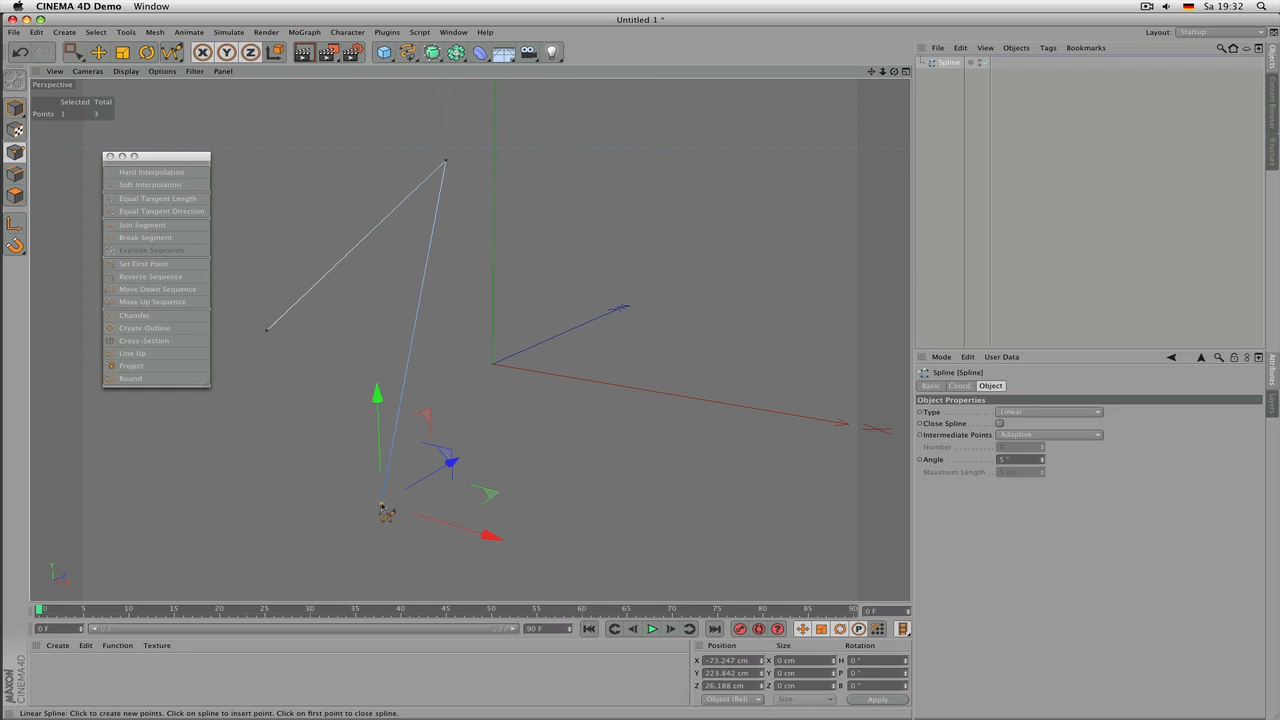 CINEMA 4D Demo Window Sa 19:32
Untitled 1 *
File Edit Create Select Tools Mesh Animate Simulate Render MoGraph Character Plugins Script Window Help Layout: Startup
X Y Z
View Cameras Display Options Filter Panel
File Edit View Objects Tags Bookmarks
Spline
Perspective
Selected Total
Points 1 3
Hard Interpolation
Soft Interpolation
Equal Tangent Length
Equal Tangent Direction
Join Segment
Break Segment
Explode Segments
Set First Point
Reverse Sequence
Move Down Sequence
Move Up Sequence
Chamfer
Create Outline
Cross-Section
Line Up
Project
Round
Y
Z
Objects
Content Browser
Structure
Mode Edit User Data
Spline [Spline]
Basic Coord. Object
Object Properties
Type Linear
Close Spline
Intermediate Points Adaptive
Number
Angle 5 °
Maximum Length 5 cm
Attributes
Layers
0 5 10 15 20 25 30 35 40 45 50 55 60 65 70 75 80 85 90 0 F
0 F 90 F P
Create Edit Function Texture
Position Size Rotation
X -73.247 cm X 0 cm H 0 °
Y 223.842 cm Y 0 cm P 0 °
Z 26.188 cm Z 0 cm B 0 °
Object (Rel) Size Apply
MAXON
CINEMA 4D
Linear Spline: Click to create new points. Click on spline to insert point. Click on first point to close spline.